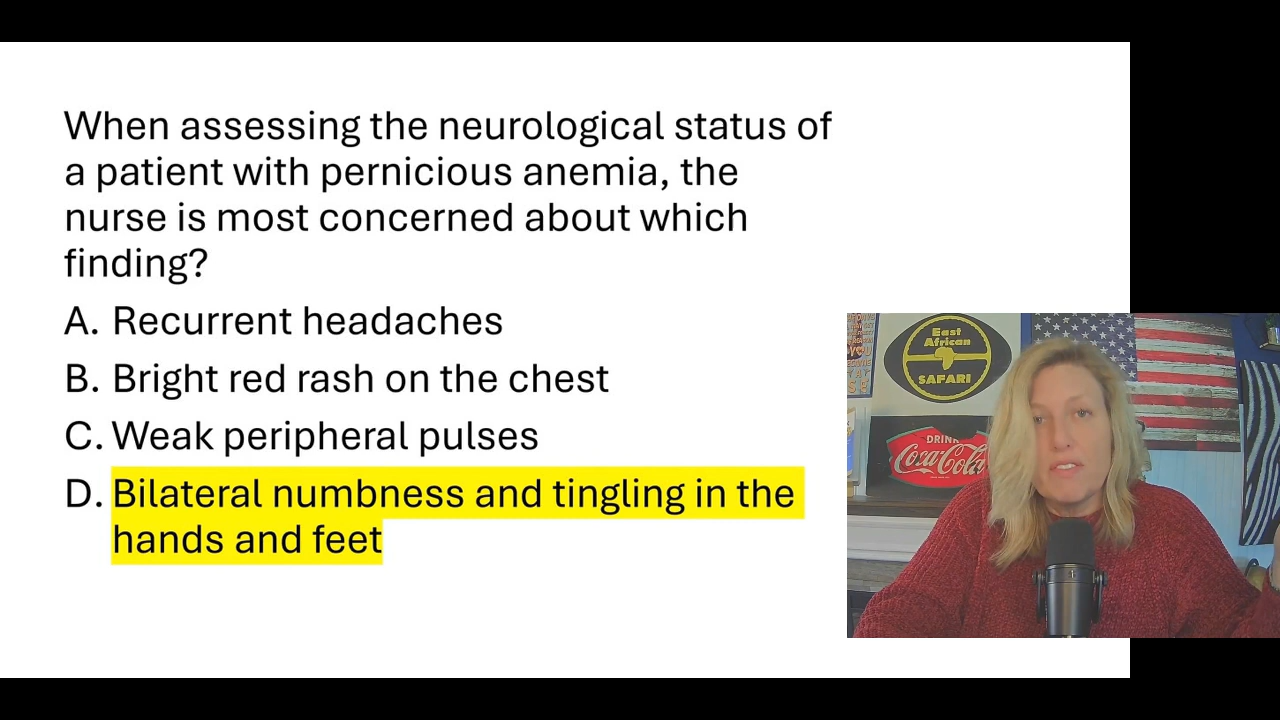 When assessing the neurological status of
a patient with pernicious anemia, the
nurse is most concerned about which
finding?
A. Recurrent headaches
B. Bright red rash on the chest
C. Weak peripheral pulses
D. Bilateral numbness and tingling in the
hands and feet
East
African
SAFARI
DRINK
Coca-Cola